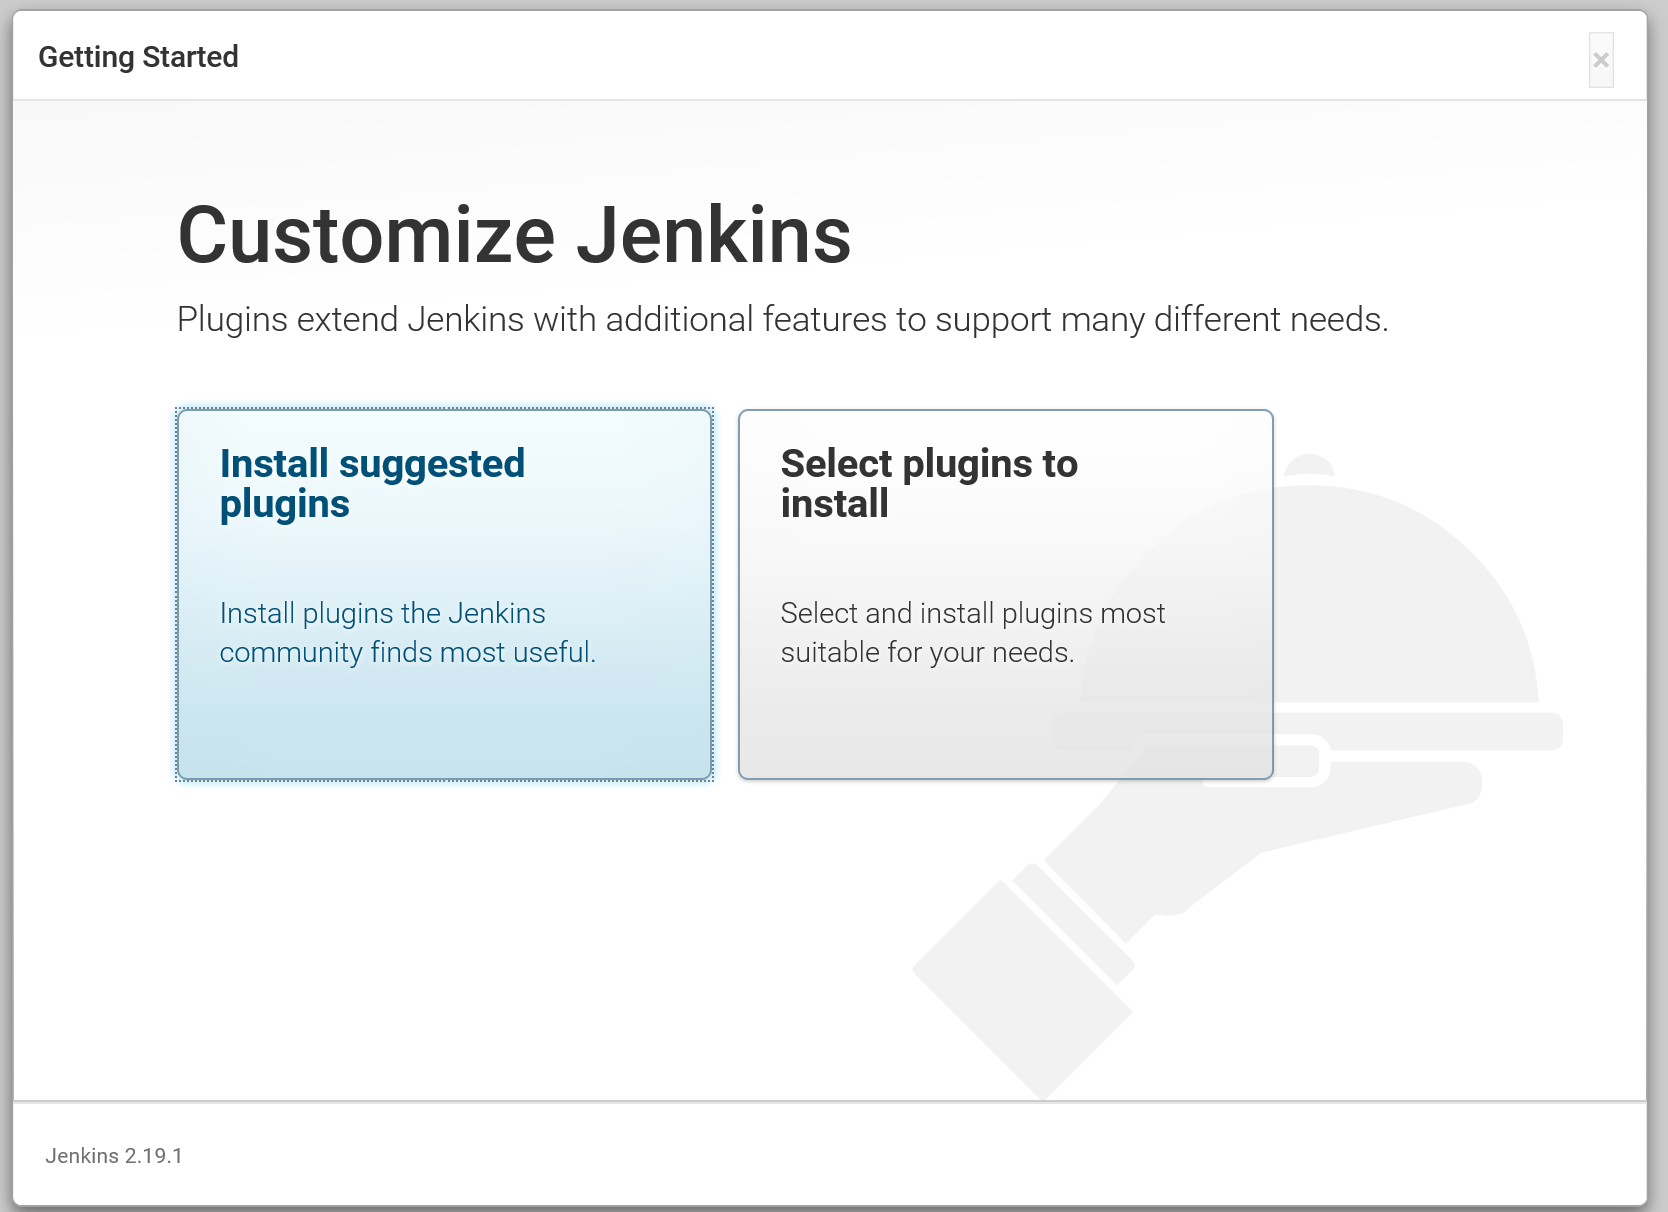 Getting Started
×
Customize Jenkins
Plugins extend Jenkins with additional features to support many different needs.
Install suggested
plugins
Install plugins the Jenkins
community finds most useful.
Select plugins to
install
Select and install plugins most
suitable for your needs.
Jenkins 2.19.1